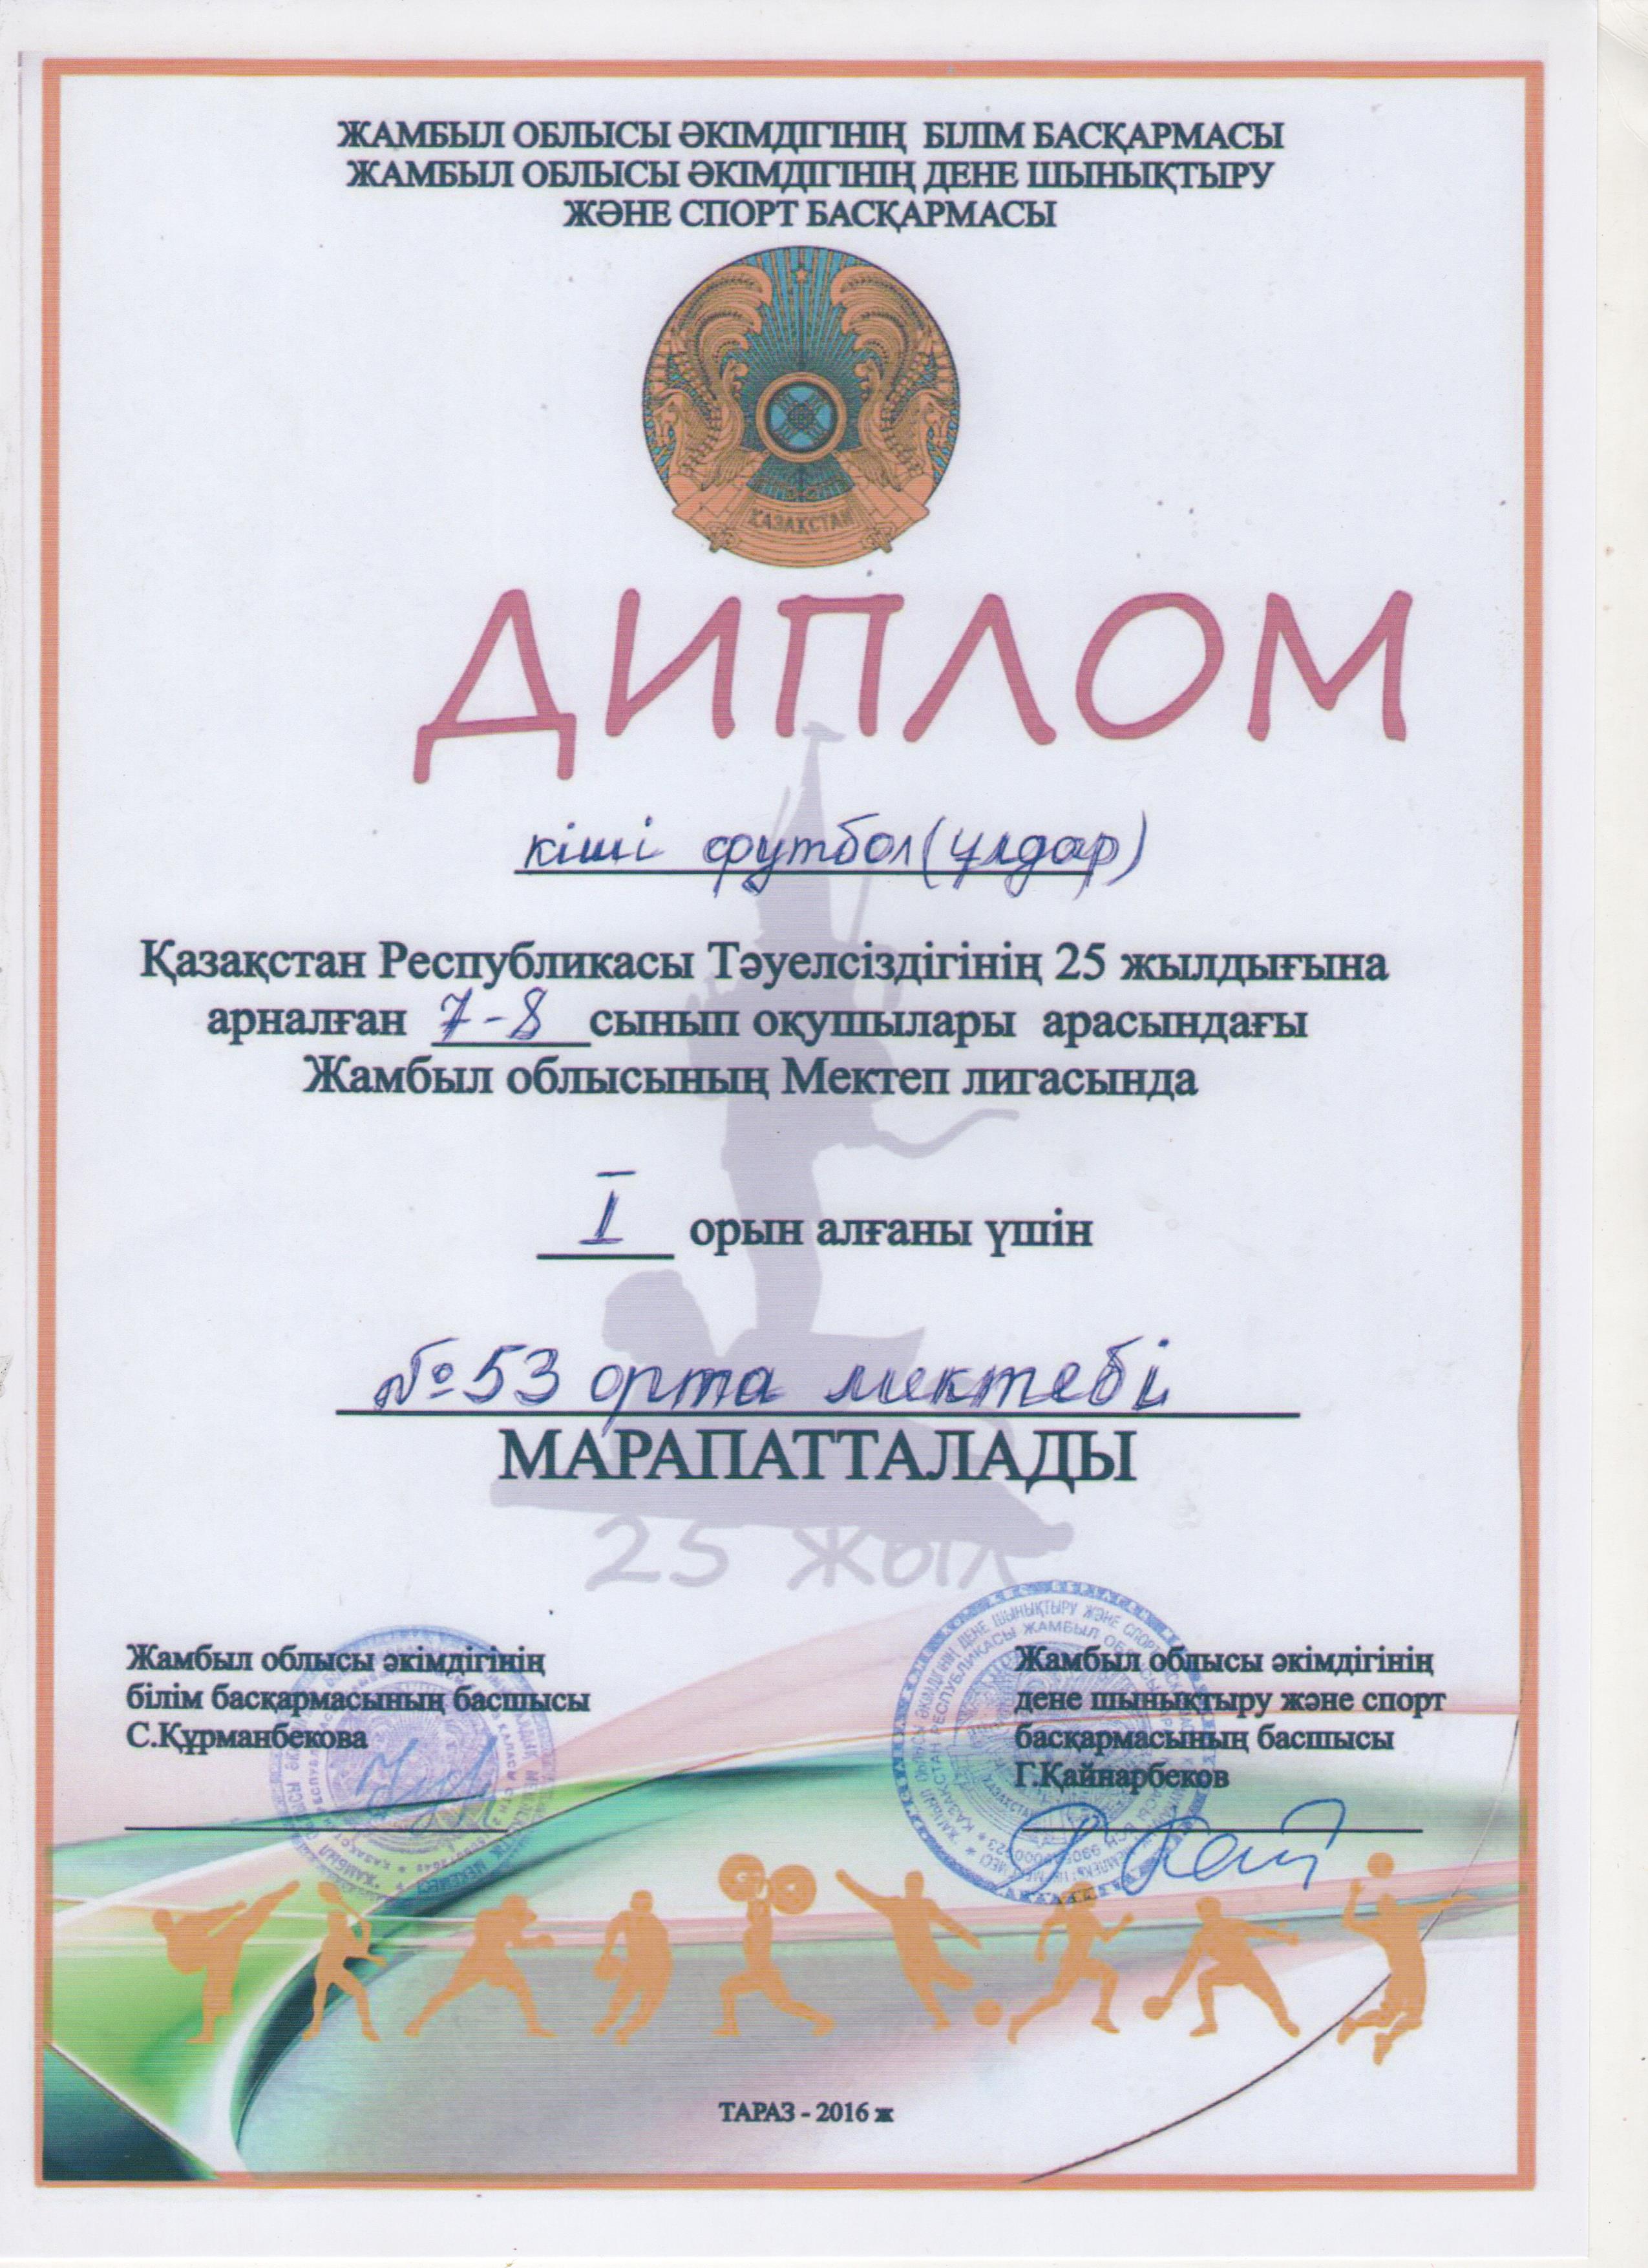 ЖАМБЫЛ ОБЛЫСЫ ӘКІМДІГІНІҢ БІЛІМ БАСҚАРМАСЫ
ЖАМБЫЛ ОБЛЫСЫ ӘКІМДІГІНІҢ ДЕНЕ ШЫНЫҚТЫРУ
ЖӘНЕ СПОРТ БАСҚАРМАСЫ
ҚАЗАҚСТАН
ДИПЛОМ
кіші футбол (ұлдар)
Қазақстан Республикасы Тәуелсіздігінің 25 жылдығына
арналған 7-8 сынып оқушылары арасындағы
Жамбыл облысының Мектеп лигасында
I орын алғаны үшін
№53 орта мектебі
МАРАПАТТАЛАДЫ
25 ЖЫЛ
Жамбыл облысы әкімдігінің
білім басқармасының басшысы
С.Құрманбекова
Жамбыл облысы әкімдігінің
дене шынықтыру және спорт
басқармасының басшысы
Г.Қайнарбеков
ТАРАЗ - 2016 ж